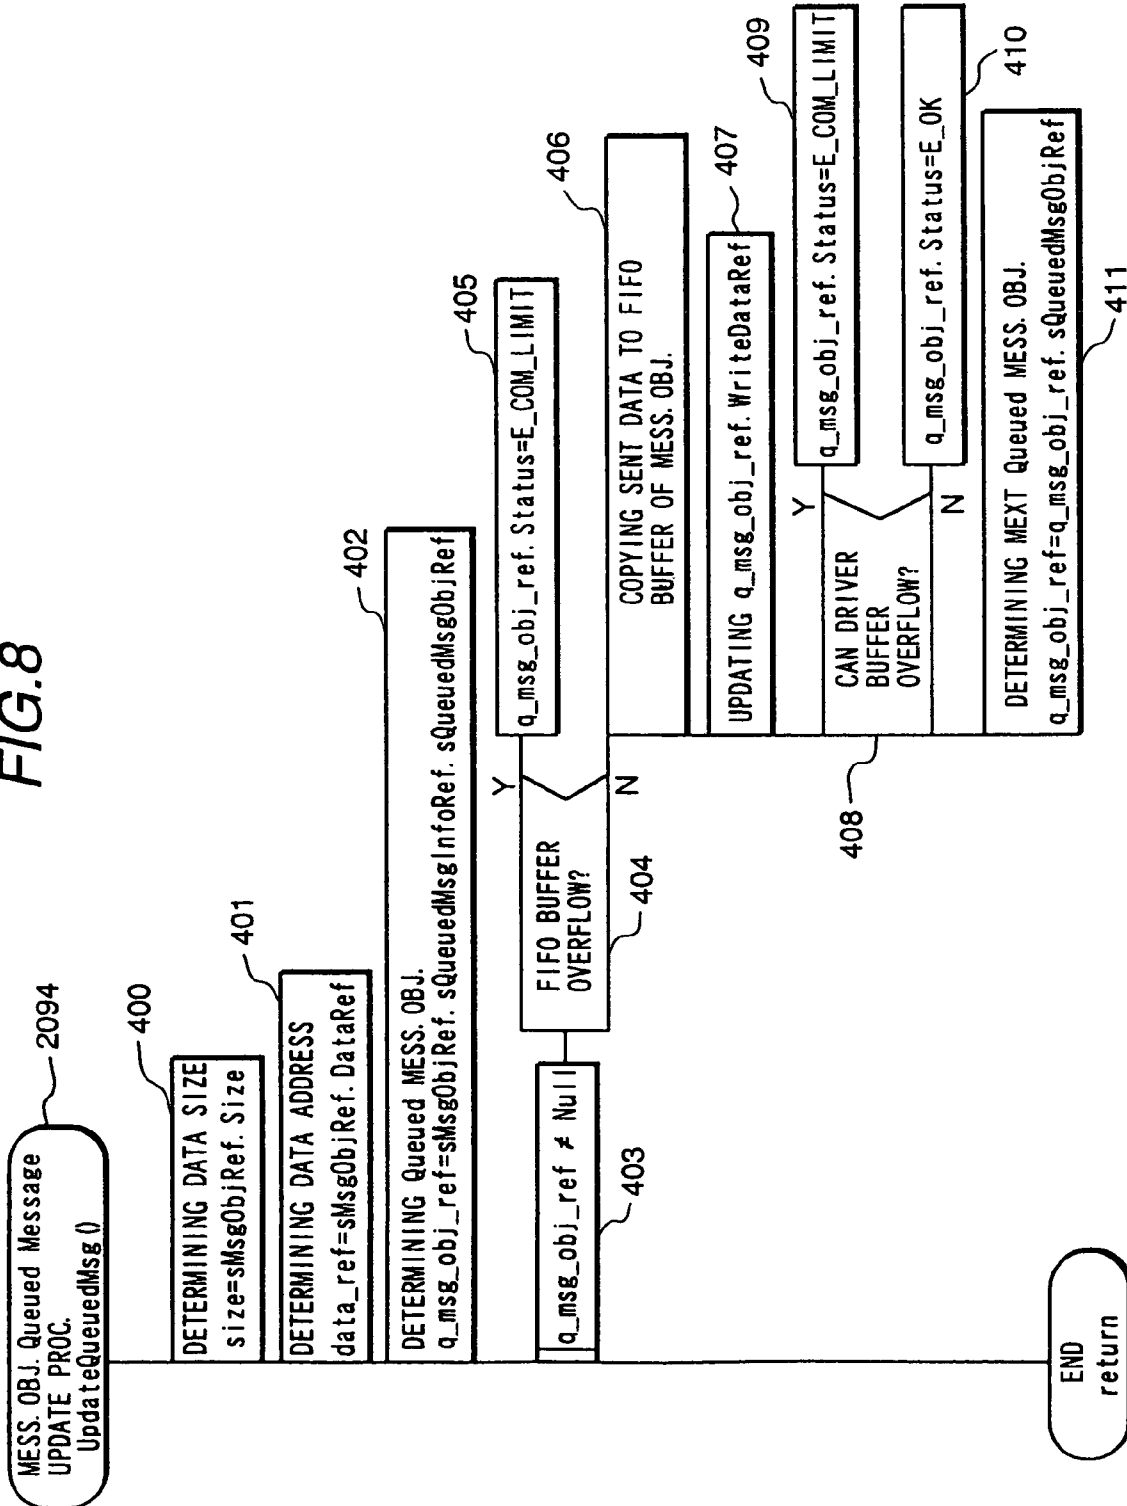 FIG.8
MESS. OBJ. Queued Message
UPDATE PROC.
UpdateQueuedMsg()
2094
DETERMINING DATA SIZE
size=sMsgObjRef. Size
400
DETERMINING DATA ADDRESS
data_ref=sMsgObjRef. DataRef
401
DETERMINING Queued MESS. OBJ.
q_msg_obj_ref=sMsgObjRef. sQueuedMsgInfoRef. sQueuedMsgObjRef
402
q_msg_obj_ref ≠ Null
403
FIFO BUFFER
OVERFLOW?
404
Y
N
q_msg_obj_ref. Status=E_COM_LIMIT
405
COPYING SENT DATA TO FIFO
BUFFER OF MESS. OBJ.
406
UPDATING q_msg_obj_ref. WriteDataRef
407
CAN DRIVER
BUFFER
OVERFLOW?
408
Y
N
q_msg_obj_ref. Status=E_COM_LIMIT
409
q_msg_obj_ref. Status=E_OK
410
DETERMINING MEXT Queued MESS. OBJ.
q_msg_obj_ref=q_msg_obj_ref. sQueuedMsgObjRef
411
END
return